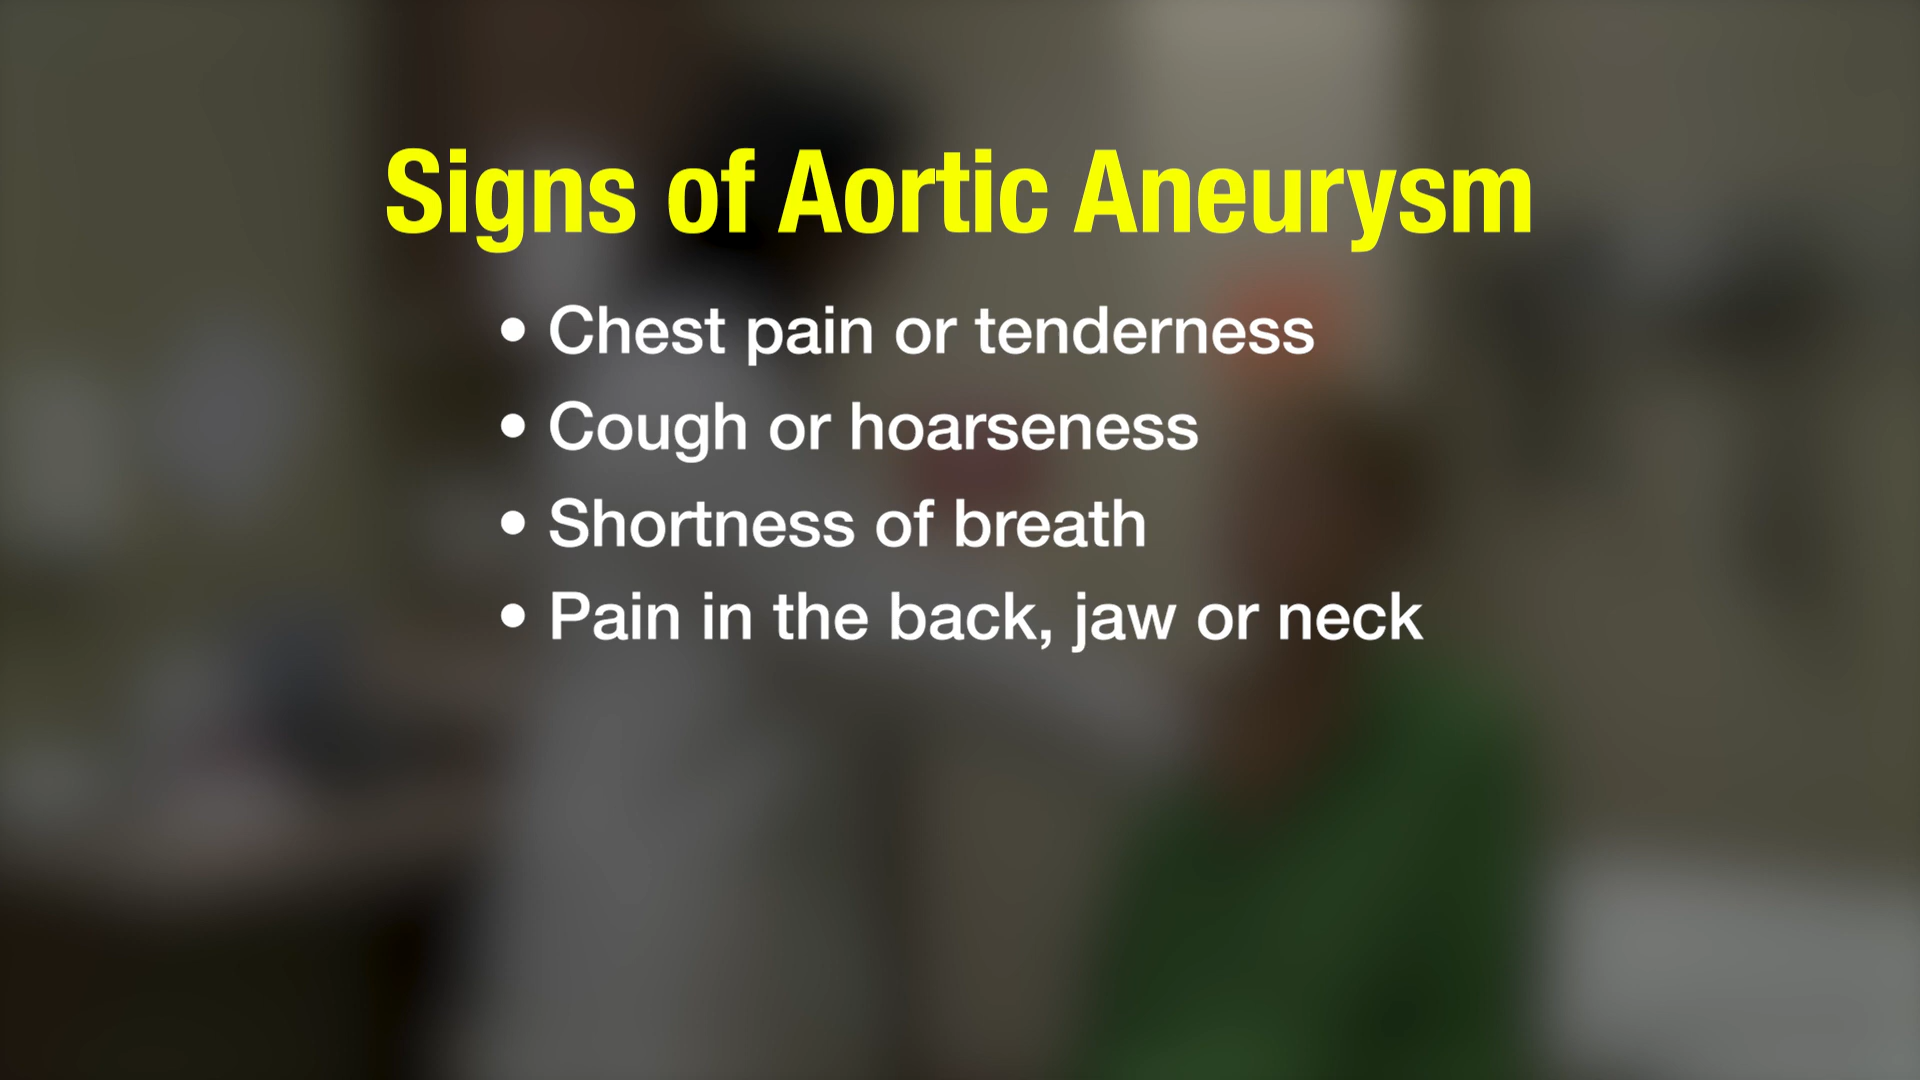 Signs of Aortic Aneurysm
• Chest pain or tenderness
• Cough or hoarseness
• Shortness of breath
• Pain in the back, jaw or neck